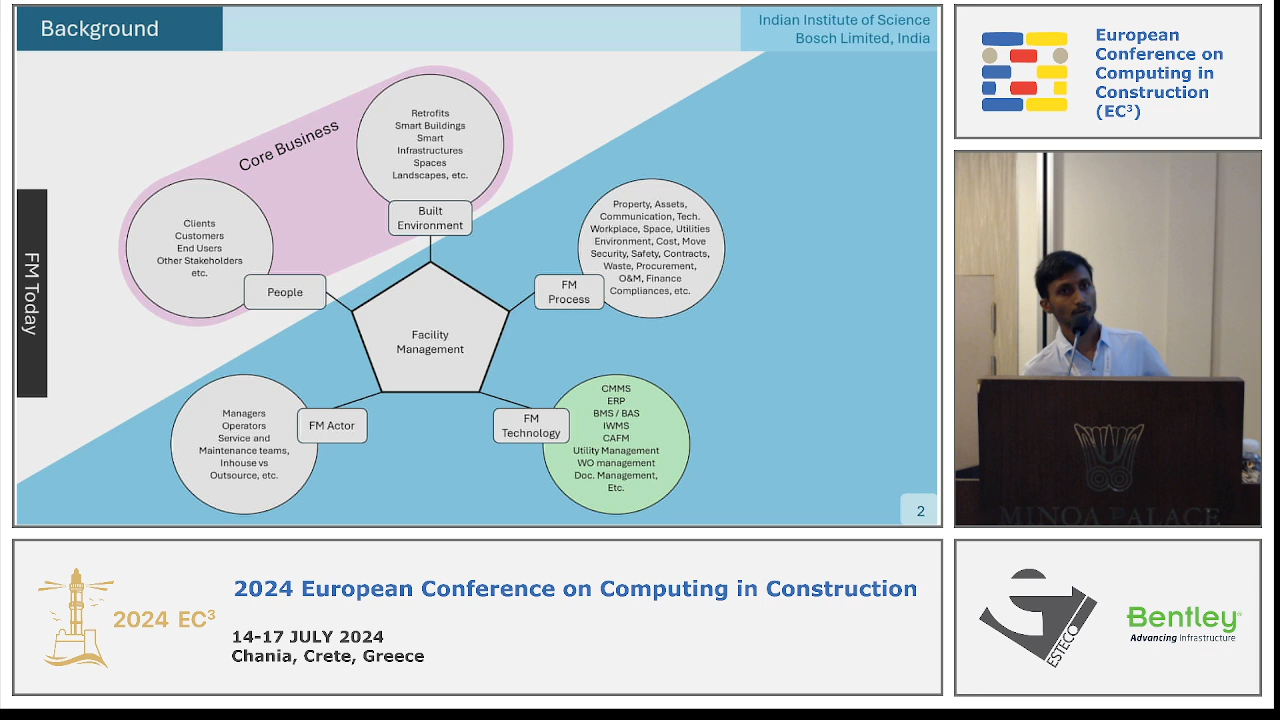 Background
Indian Institute of Science
Bosch Limited, India
FM Today
Core Business
Retrofits
Smart Buildings
Smart
Infrastructures
Spaces
Landscapes, etc.
Built
Environment
Clients
Customers
End Users
Other Stakeholders
etc.
People
Property, Assets,
Communication, Tech.
Workplace, Space, Utilities
Environment, Cost, Move
Security, Safety, Contracts,
Waste, Procurement,
O&M, Finance
Compliances, etc.
FM
Process
Facility
Management
Managers
Operators
Service and
Maintenance teams,
Inhouse vs
Outsource, etc.
FM Actor
FM
Technology
CMMS
ERP
BMS / BAS
IWMS
CAFM
Utility Management
WO management
Doc. Management,
Etc.
2
European
Conference on
Computing in
Construction
(EC³)
MINOA PALACE
2024 EC³
2024 European Conference on Computing in Construction
14-17 JULY 2024
Chania, Crete, Greece
ESTECO
Bentley®
Advancing Infrastructure